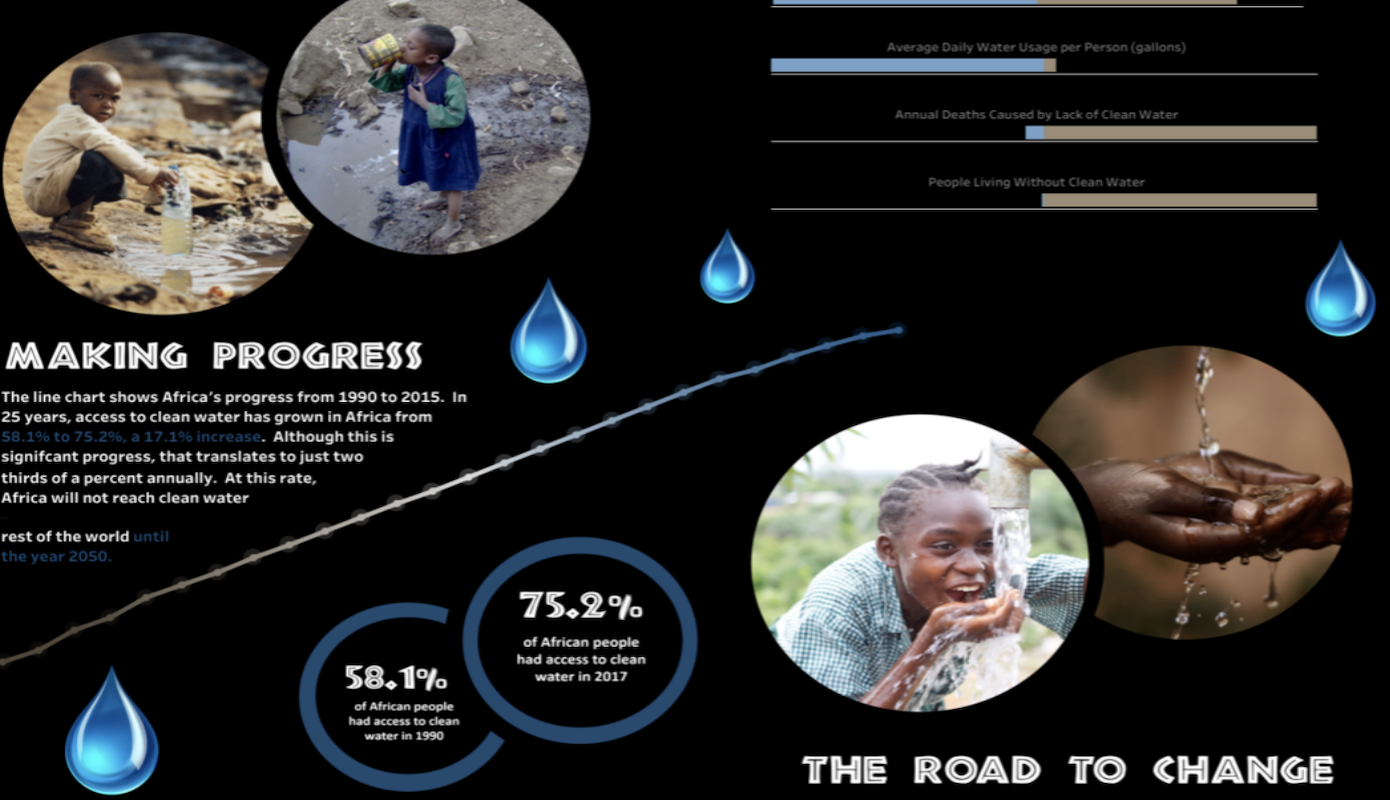 Average Daily Water Usage per Person (gallons)
Annual Deaths Caused by Lack of Clean Water
People Living Without Clean Water
MAKING PROGRESS
The line chart shows Africa's progress from 1990 to 2015.  In
25 years, access to clean water has grown in Africa from
58.1% to 75.2%, a 17.1% increase.  Although this is
signifcant progress, that translates to just two
thirds of a percent annually.  At this rate,
Africa will not reach clean water
rest of the world until
the year 2050.
75.2%
of African people
had access to clean
water in 2017
58.1%
of African people
had access to clean
water in 1990
THE ROAD TO CHANGE